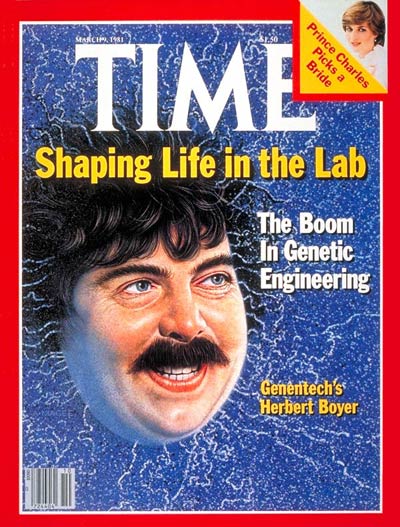 MARCH 9, 1981
$1.50
TIME
Prince Charles
Picks a
Bride
Shaping Life in the Lab
The Boom
In Genetic
Engineering
Genentech's
Herbert Boyer